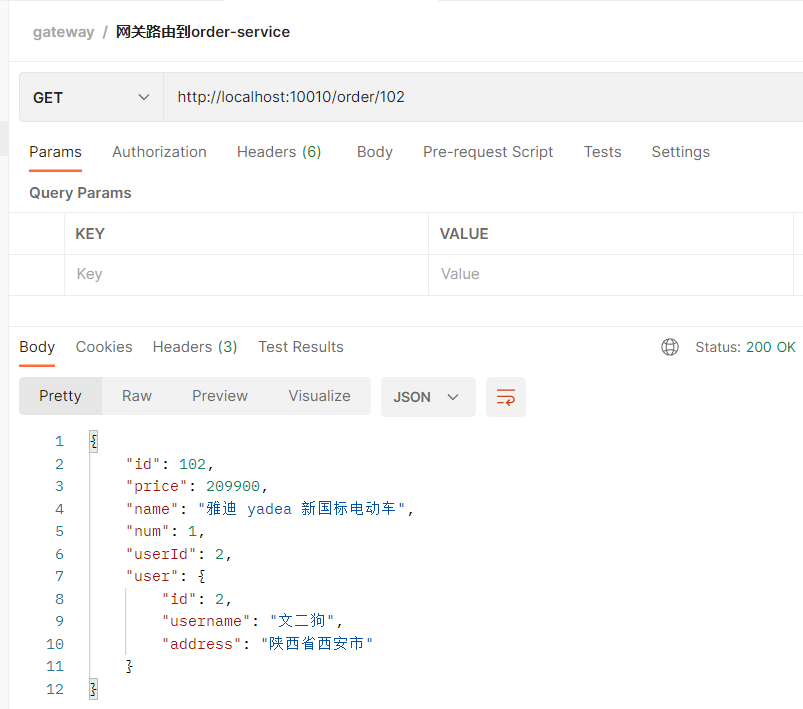 gateway / 网关路由到order-service
GET http://localhost:10010/order/102
Params Authorization Headers (6) Body Pre-request Script Tests Settings
Query Params
KEY VALUE
Key Value
Body Cookies Headers (3) Test Results Status: 200 OK
Pretty Raw Preview Visualize JSON
1 {
2 "id": 102,
3 "price": 209900,
4 "name": "雅迪 yadea 新国标电动车",
5 "num": 1,
6 "userId": 2,
7 "user": {
8 "id": 2,
9 "username": "文二狗",
10 "address": "陕西省西安市"
11 }
12 }